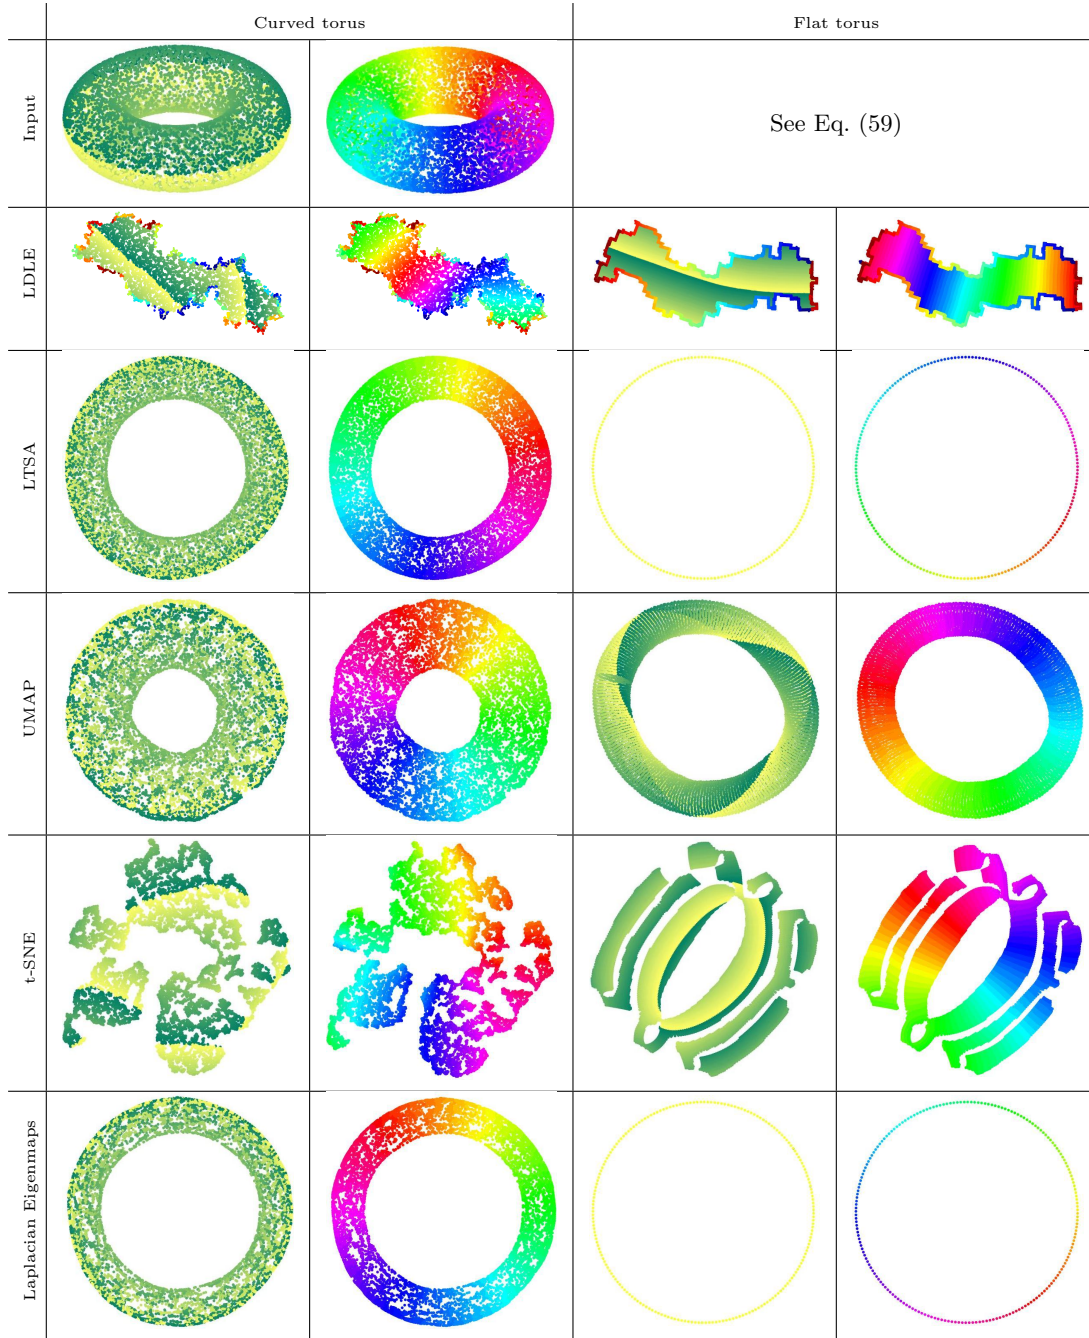 Curved torus
Flat torus
Input
See Eq. (59)
LDLE
LTSA
UMAP
t-SNE
Laplacian Eigenmaps